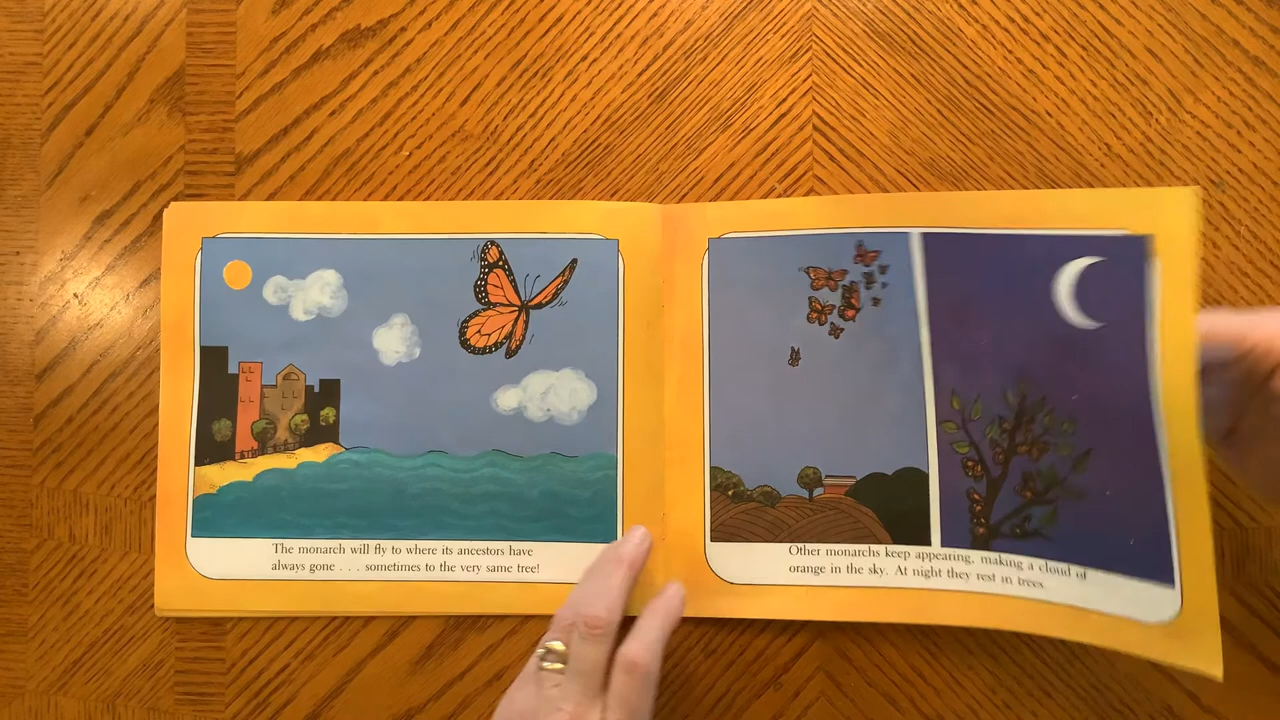 The monarch will fly to where its ancestors have
always gone . . . sometimes to the very same tree!
Other monarchs keep appearing, making a cloud of
orange in the sky. At night they rest in trees.